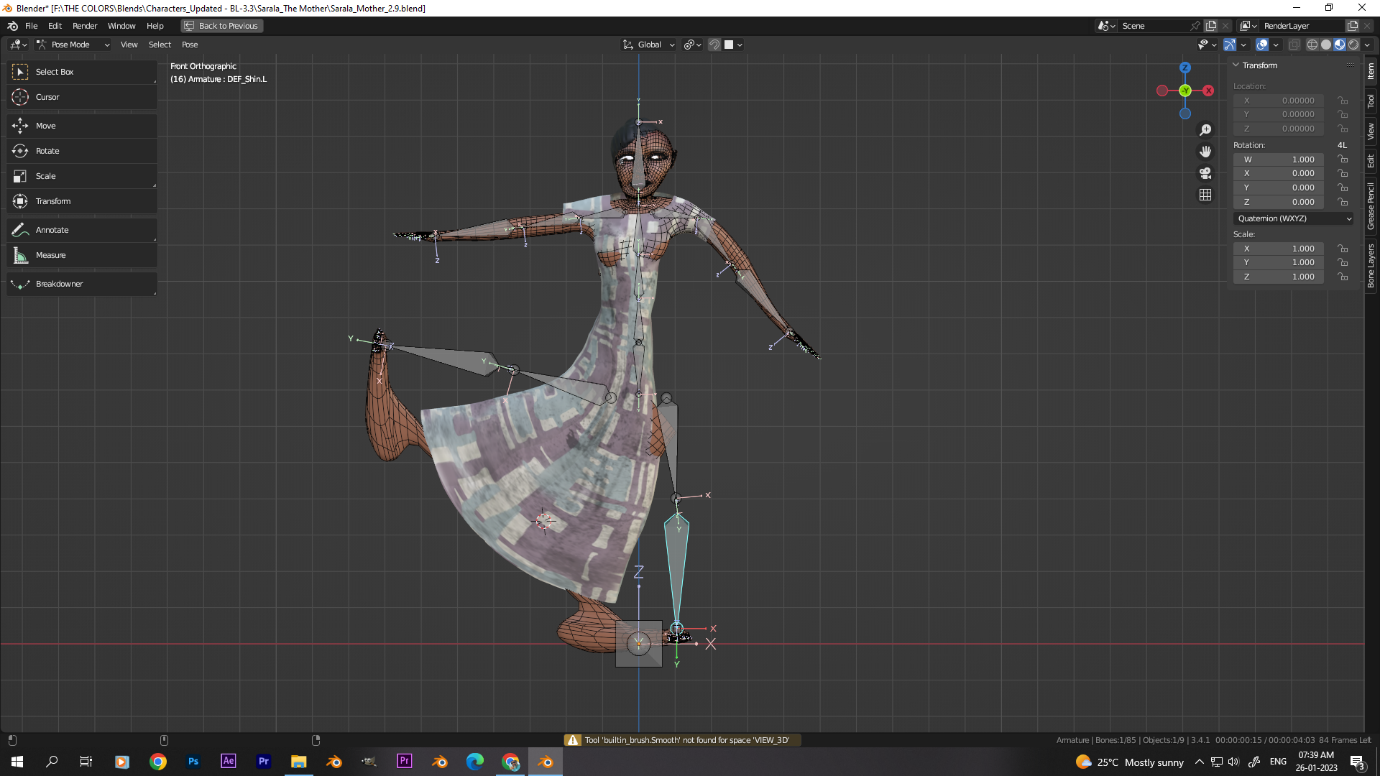 Blender* [F:\THE COLORS\Blends\Characters_Updated - BL-3.3\Sarala_The Mother\Sarala_Mother_2.9.blend]
File Edit Render Window Help Back to Previous Scene RenderLayer
Pose Mode View Select Pose Global
Front Orthographic
(16) Armature : DEF_Shin.L
Select Box
Cursor
Move
Rotate
Scale
Transform
Annotate
Measure
Breakdowner
Z
Y
X
Transform
Location:
X 0.00000
Y 0.00000
Z 0.00000
Rotation: 4L
W 1.000
X 0.000
Y 0.000
Z 0.000
Quaternion (WXYZ)
Scale:
X 1.000
Y 1.000
Z 1.000
Item
Tool
View
Edit
Grease Pencil
Bone Layers
Tool 'builtin_brush.Smooth' not found for space 'VIEW_3D'
Armature | Bones:1/85 | Objects:1/9 | 3.4.1 00:00:00:15 / 00:00:04:03 84 Frames Left
Ps Ae Pr Pr
25°C Mostly sunny
ENG
07:39 AM
26-01-2023
3